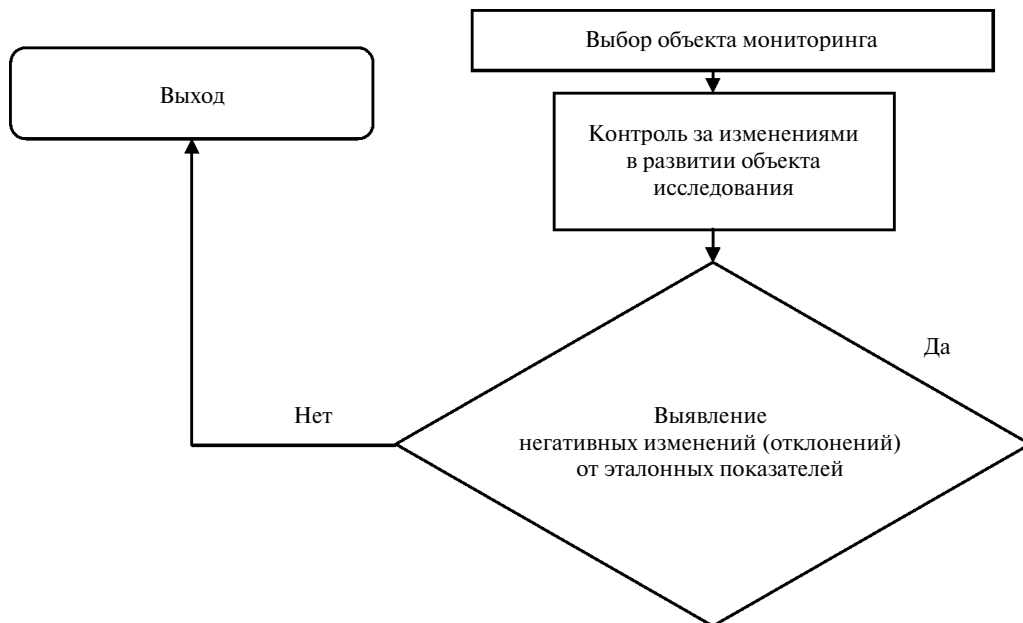 Выбор объекта мониторинга
Выход
Контроль за изменениями
в развитии объекта
исследования
Да
Нет
Выявление
негативных изменений (отклонений)
от эталонных показателей